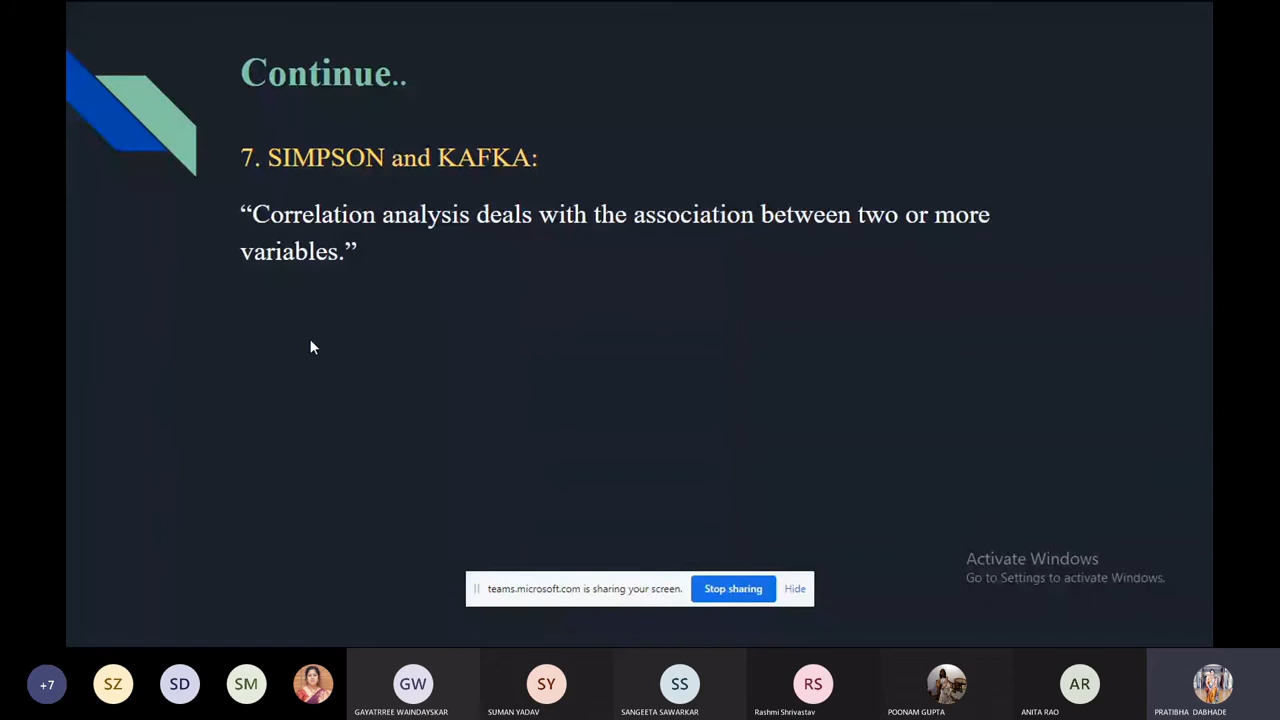 Continue..
7. SIMPSON and KAFKA:
“Correlation analysis deals with the association between two or more
variables.”
Activate Windows
Go to Settings to activate Windows.
teams.microsoft.com is sharing your screen. Stop sharing Hide
+7 SZ SD SM GW SY SS RS AR
GAYATRREE WAINDAYSKAR SUMAN YADAV SANGEETA SAWARKAR Rashmi Shrivastav POONAM GUPTA ANITA RAO PRATIBHA DABHADE